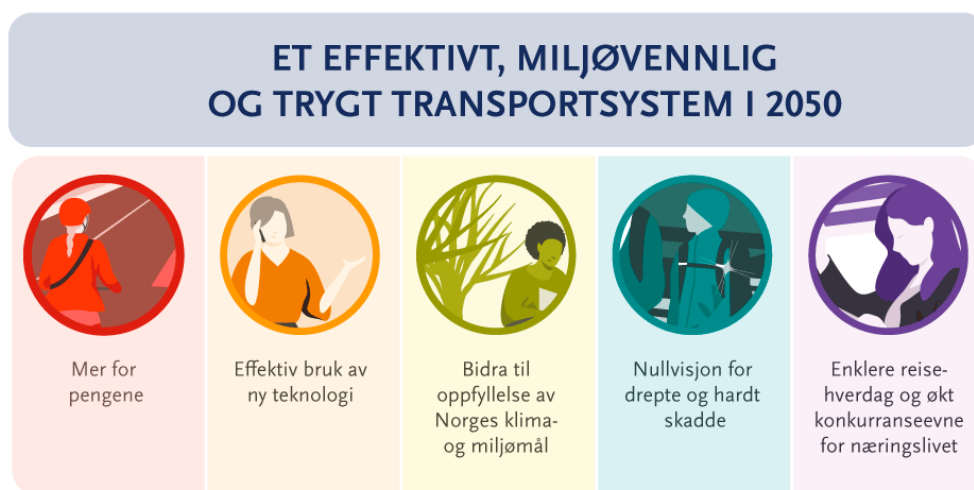 ET EFFEKTIVT, MILJØVENNLIG
OG TRYGT TRANSPORTSYSTEM I 2050
Mer for
pengene
Effektiv bruk av
ny teknologi
Bidra til
oppfyllelse av
Norges klima-
og miljømål
Nullvisjon for
drepte og hardt
skadde
Enklere reise-
hverdag og økt
konkurranseevne
for næringslivet